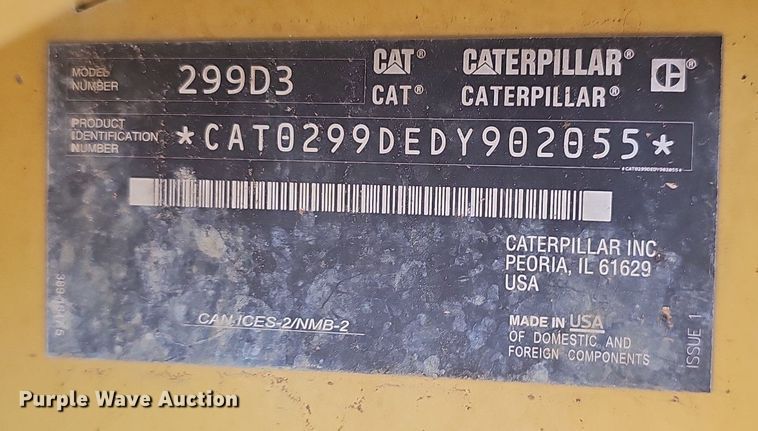 MODEL NUMBER 299D3
CAT® CATERPILLAR®
CAT® CATERPILLAR®
PRODUCT IDENTIFICATION NUMBER *CAT0299DEDY902055*
*CAT0299DEDY902055*
CATERPILLAR INC.
PEORIA, IL 61629
USA
CAN ICES-2/NMB-2
MADE IN USA
OF DOMESTIC AND
FOREIGN COMPONENTS
ISSUE 1
Purple Wave Auction